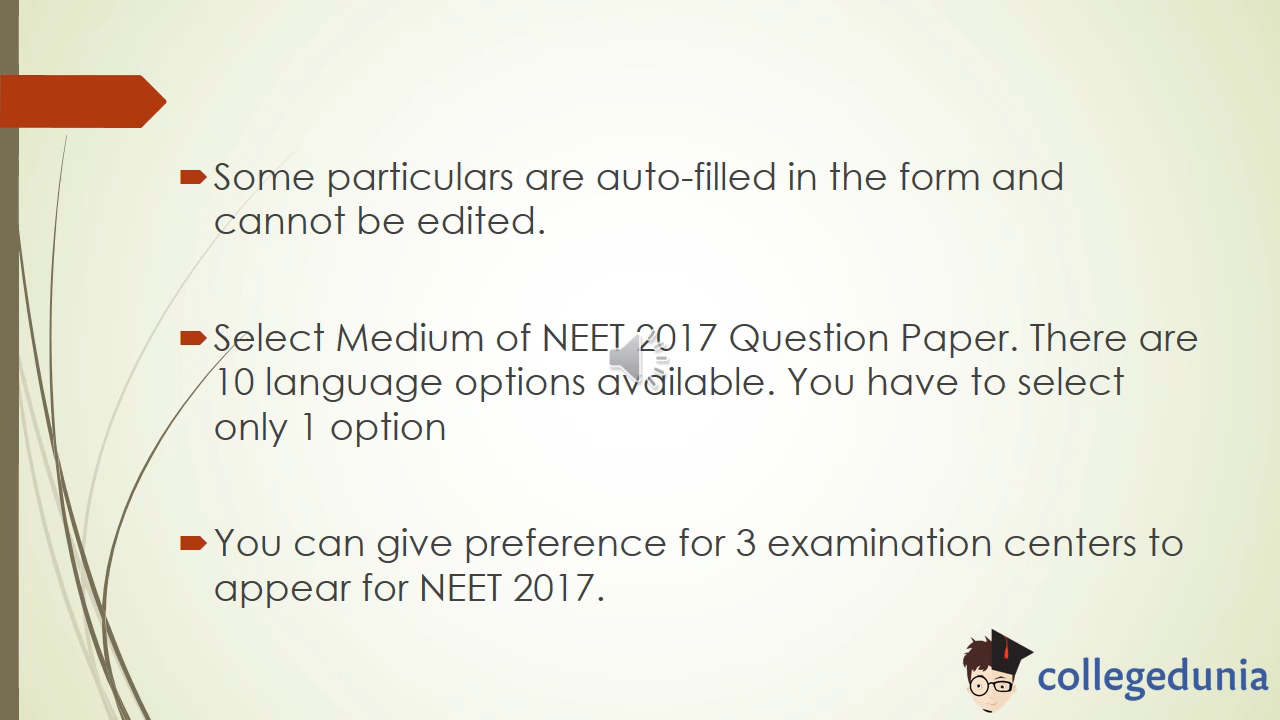 Some particulars are auto-filled in the form and
cannot be edited.
Select Medium of NEET 2017 Question Paper. There are
10 language options available. You have to select
only 1 option
You can give preference for 3 examination centers to
appear for NEET 2017.
collegedunia